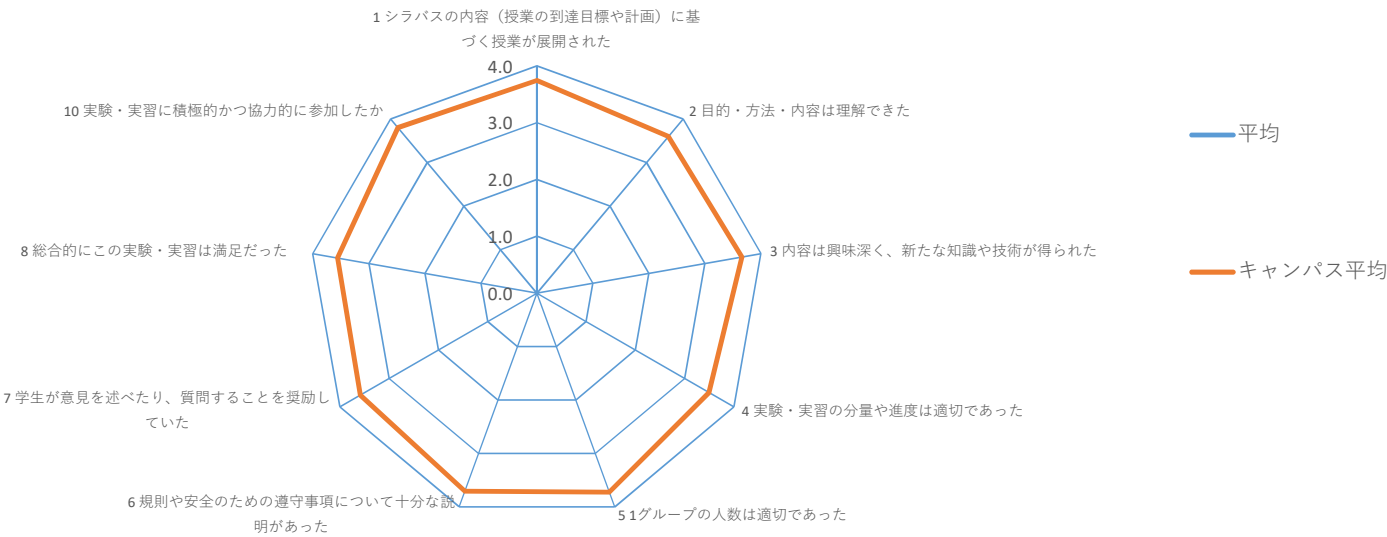 1 シラバスの内容（授業の到達目標や計画）に基
づく授業が展開された
4.0
3.0
2.0
1.0
0.0
2 目的・方法・内容は理解できた
3 内容は興味深く、新たな知識や技術が得られた
4 実験・実習の分量や進度は適切であった
5 1グループの人数は適切であった
6 規則や安全のための遵守事項について十分な説
明があった
7 学生が意見を述べたり、質問することを奨励し
ていた
8 総合的にこの実験・実習は満足だった
10 実験・実習に積極的かつ協力的に参加したか
平均
キャンパス平均